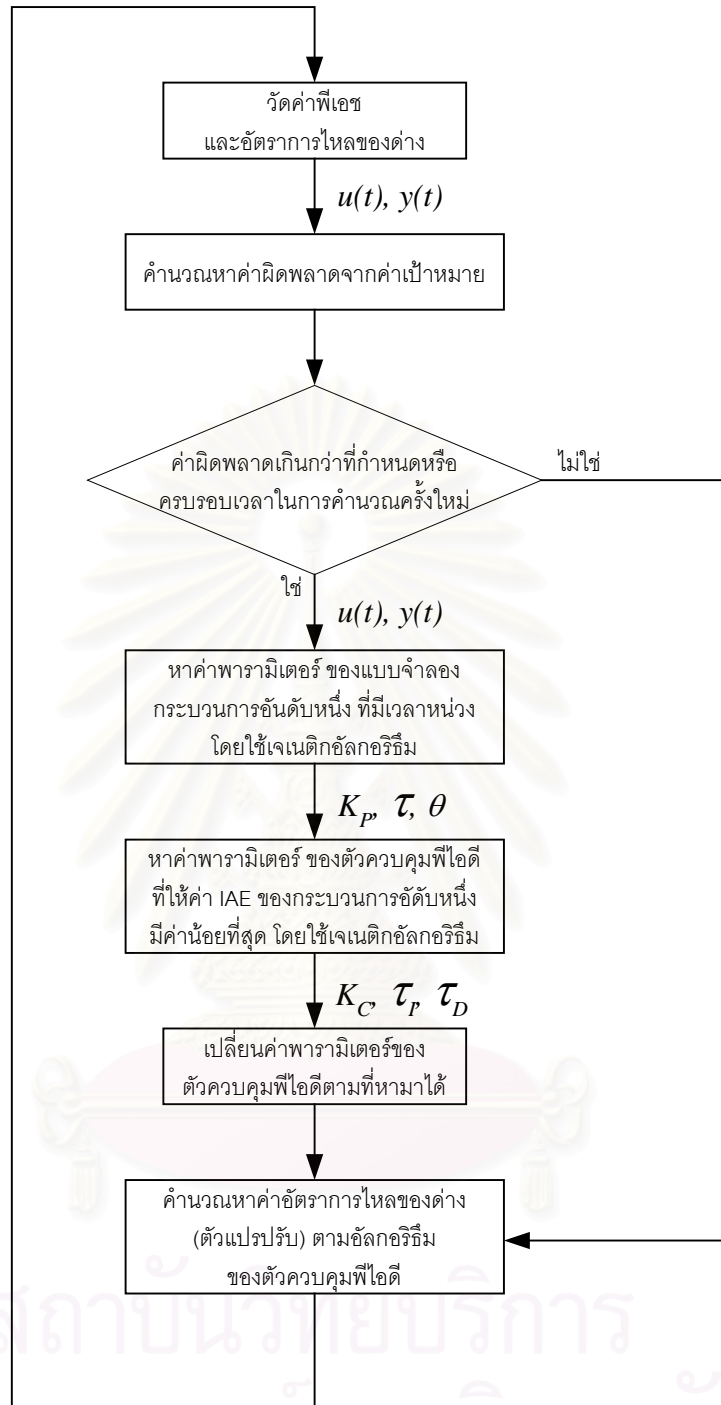 วัดค่าพีเอช
และอัตราการไหลของด่าง
u(t), y(t)
คำนวณหาค่าผิดพลาดจากค่าเป้าหมาย
ค่าผิดพลาดเกินกว่าที่กำหนดหรือ
ครบรอบเวลาในการคำนวณครั้งใหม่
ไม่ใช่
ใช่
u(t), y(t)
หาค่าพารามิเตอร์ ของแบบจำลอง
กระบวนการอันดับหนึ่ง ที่มีเวลาหน่วง
โดยใช้เจเนติกอัลกอริธึม
K_P, τ, θ
หาค่าพารามิเตอร์ ของตัวควบคุมพีไอดี
ที่ให้ค่า IAE ของกระบวนการอัดับหนึ่ง
มีค่าน้อยที่สุด โดยใช้เจเนติกอัลกอริธึม
K_C, τ_I, τ_D
เปลี่ยนค่าพารามิเตอร์ของ
ตัวควบคุมพีไอดีตามที่หามาได้
คำนวณหาค่าอัตราการไหลของด่าง
(ตัวแปรปรับ) ตามอัลกอริธึม
ของตัวควบคุมพีไอดี
สถาบันวิทยบริการ